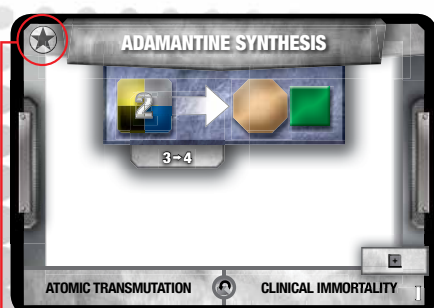 ADAMANTINE SYNTHESIS
2
3→4
ATOMIC TRANSMUTATION CLINICAL IMMORTALITY